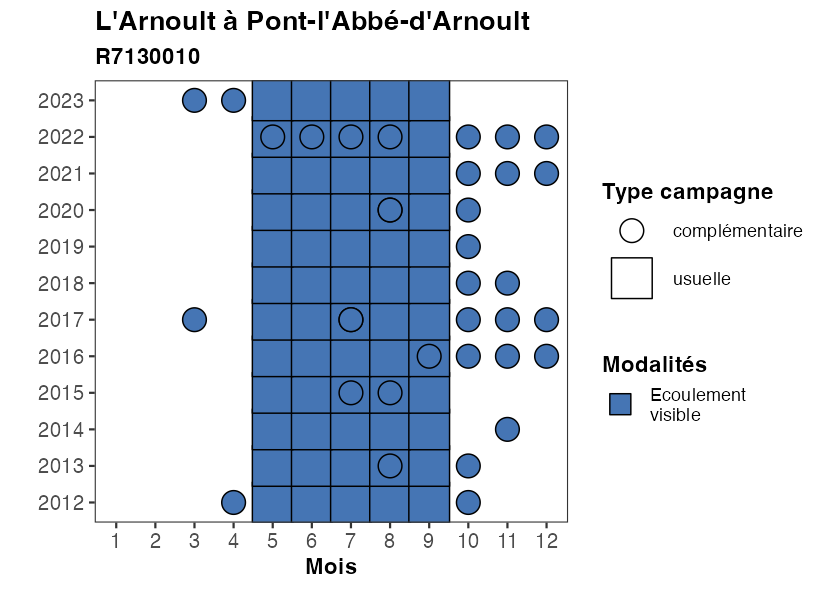 L'Arnoult à Pont-l'Abbé-d'Arnoult
R7130010
2023
2022
2021
2020
2019
2018
2017
2016
2015
2014
2013
2012
1 2 3 4 5 6 7 8 9 10 11 12
Mois
Type campagne
complémentaire
usuelle
Modalités
Ecoulement
visible